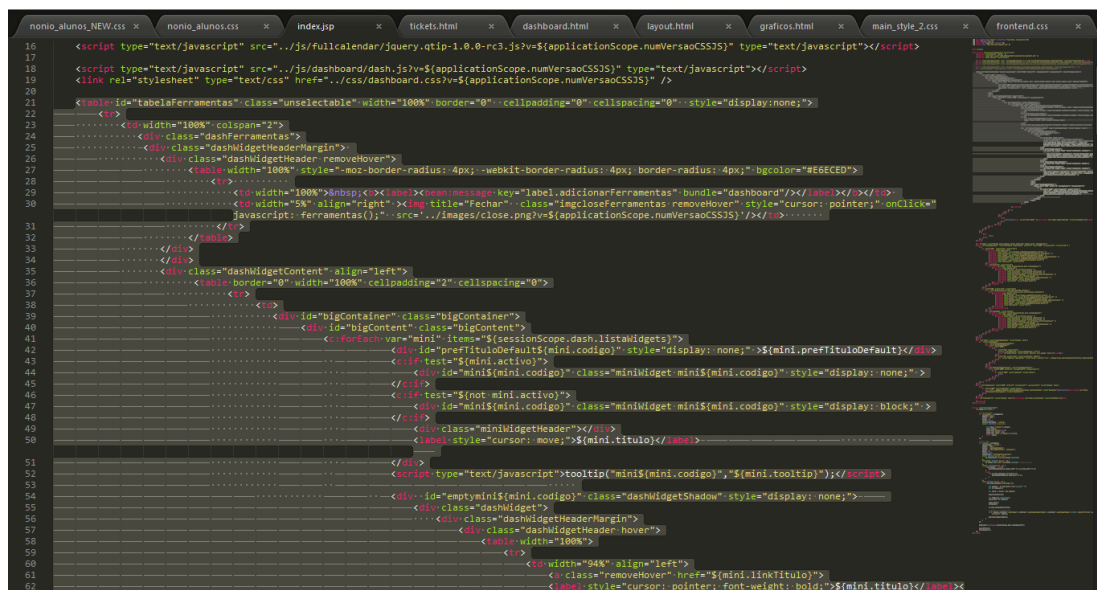 nonio_alunos_NEW.css × nonio_alunos.css × index.jsp × tickets.html × dashboard.html × layout.html × graficos.html × main_style_2.css × frontend.css ×
16 <script type="text/javascript" src="../js/fullcalendar/jquery.qtip-1.0.0-rc3.js?v=${applicationScope.numVersaoCSSJS}" type="text/javascript"></script>
17
18 <script type="text/javascript" src="../js/dashboard/dash.js?v=${applicationScope.numVersaoCSSJS}" type="text/javascript"></script>
19 <link rel="stylesheet" type="text/css" href="../css/dashboard.css?v=${applicationScope.numVersaoCSSJS}" />
20
21 <table id="tabelaFerramentas" class="unselectable" width="100%" border="0" cellpadding="0" cellspacing="0" style="display:none;">
22 <tr>
23 <td width="100%" colspan="2">
24 <div class="dashFerramentas">
25 <div class="dashWidgetHeaderMargin">
26 <div class="dashWidgetHeader removeHover">
27 <table width="100%" style="-moz-border-radius: 4px; -webkit-border-radius: 4px; border-radius: 4px;" bgcolor="#E6ECED">
28 <tr>
29 <td width="100%">&nbsp;<b><label><bean:message key="label.adicionarFerramentas" bundle="dashboard"/></label></b></td>
30 <td width="5%" align="right" ><img title="Fechar" class="imgcloseFerramentas removeHover" style="cursor: pointer;" onClick="
javascript: ferramentas();" src='../images/close.png?v=${applicationScope.numVersaoCSSJS}'/></td>
31 </tr>
32 </table>
33 </div>
34 </div>
35 <div class="dashWidgetContent" align="left">
36 <table border="0" width="100%" cellpadding="2" cellspacing="0">
37 <tr>
38 <td>
39 <div id="bigContainer" class="bigContainer">
40 <div id="bigContent" class="bigContent">
41 <c:forEach var="mini" items="${sessionScope.dash.listaWidgets}">
42 <div id="prefTituloDefault${mini.codigo}" style="display: none;" >${mini.prefTituloDefault}</div>
43 <c:if test="${mini.activo}">
44 <div id="mini${mini.codigo}" class="miniWidget mini${mini.codigo}" style="display: none;" >
45 </c:if>
46 <c:if test="${not mini.activo}">
47 <div id="mini${mini.codigo}" class="miniWidget mini${mini.codigo}" style="display: block;" >
48 </c:if>
49 <div class="miniWidgetHeader"></div>
50 <label style="cursor: move;">${mini.titulo}</label>
51 </div>
52 <script type="text/javascript">tooltip("mini${mini.codigo}","${mini.tooltip}");</script>
53
54 <div id="emptymini${mini.codigo}" class="dashWidgetShadow" style="display: none;">
55 <div class="dashWidget">
56 <div class="dashWidgetHeaderMargin">
57 <div class="dashWidgetHeader hover">
58 <table width="100%">
59 <tr>
60 <td width="94%" align="left">
61 <a class="removeHover" href="${mini.linkTitulo}">
62 <label style="cursor: pointer; font-weight: bold;">${mini.titulo}</label><